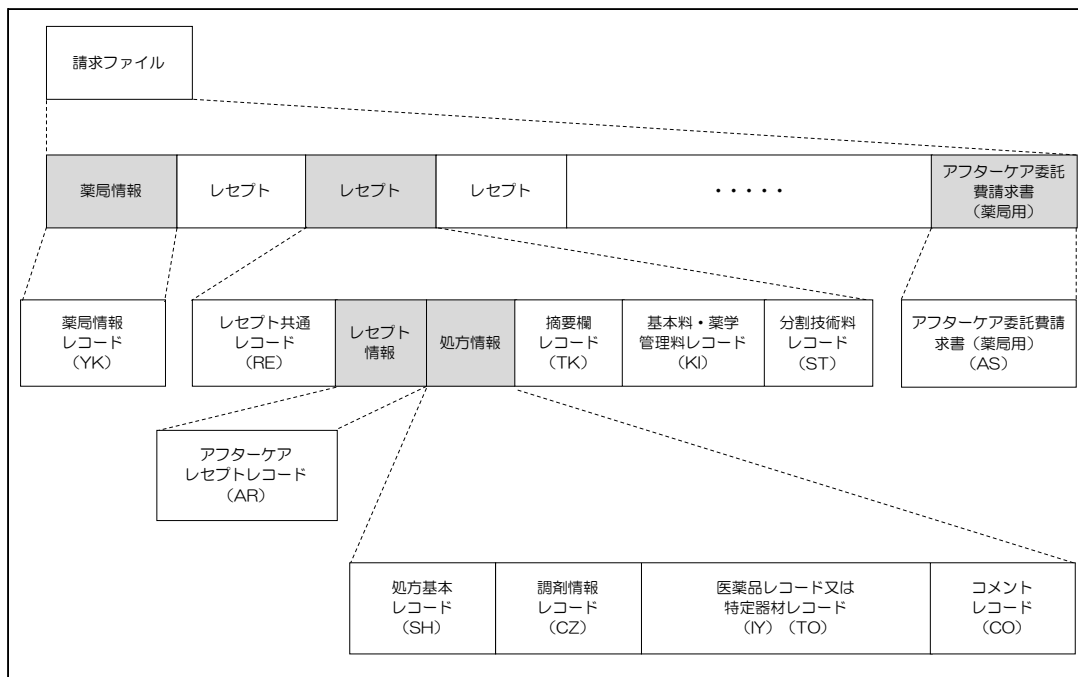 請求ファイル
薬局情報
レセプト
レセプト
レセプト
・・・・・
アフターケア委託
費請求書
（薬局用）
薬局情報
レコード
（YK）
レセプト共通
レコード
（RE）
レセプト
情報
処方情報
摘要欄
レコード
（TK）
基本料・薬学
管理料レコード
（KI）
分割技術料
レコード
（ST）
アフターケア委託費請
求書（薬局用）
（AS）
アフターケア
レセプトレコード
（AR）
処方基本
レコード
（SH）
調剤情報
レコード
（CZ）
医薬品レコード又は
特定器材レコード
（IY）（TO）
コメント
レコード
（CO）